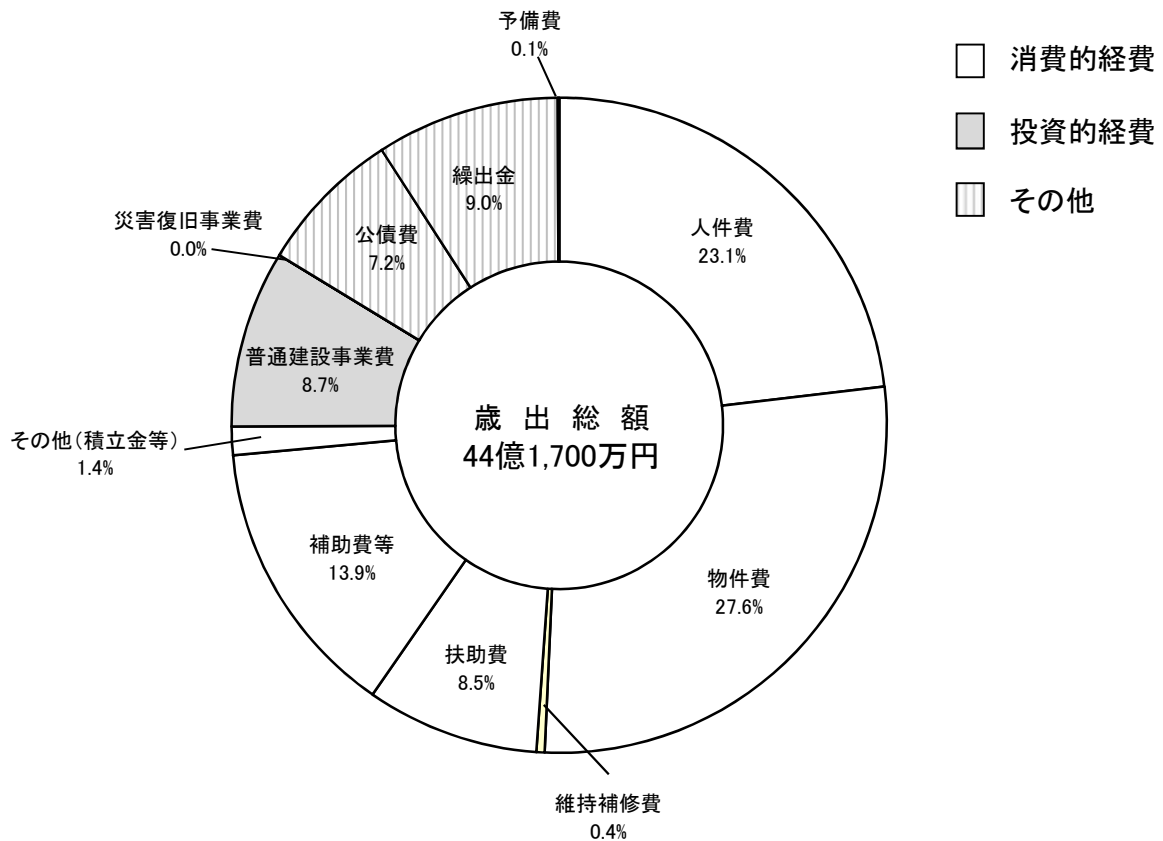 予備費
0.1%
消費的経費
投資的経費
その他
繰出金
9.0%
人件費
23.1%
災害復旧事業費
0.0%
公債費
7.2%
普通建設事業費
8.7%
歳出総額
44億1,700万円
その他(積立金等)
1.4%
補助費等
13.9%
物件費
27.6%
扶助費
8.5%
維持補修費
0.4%